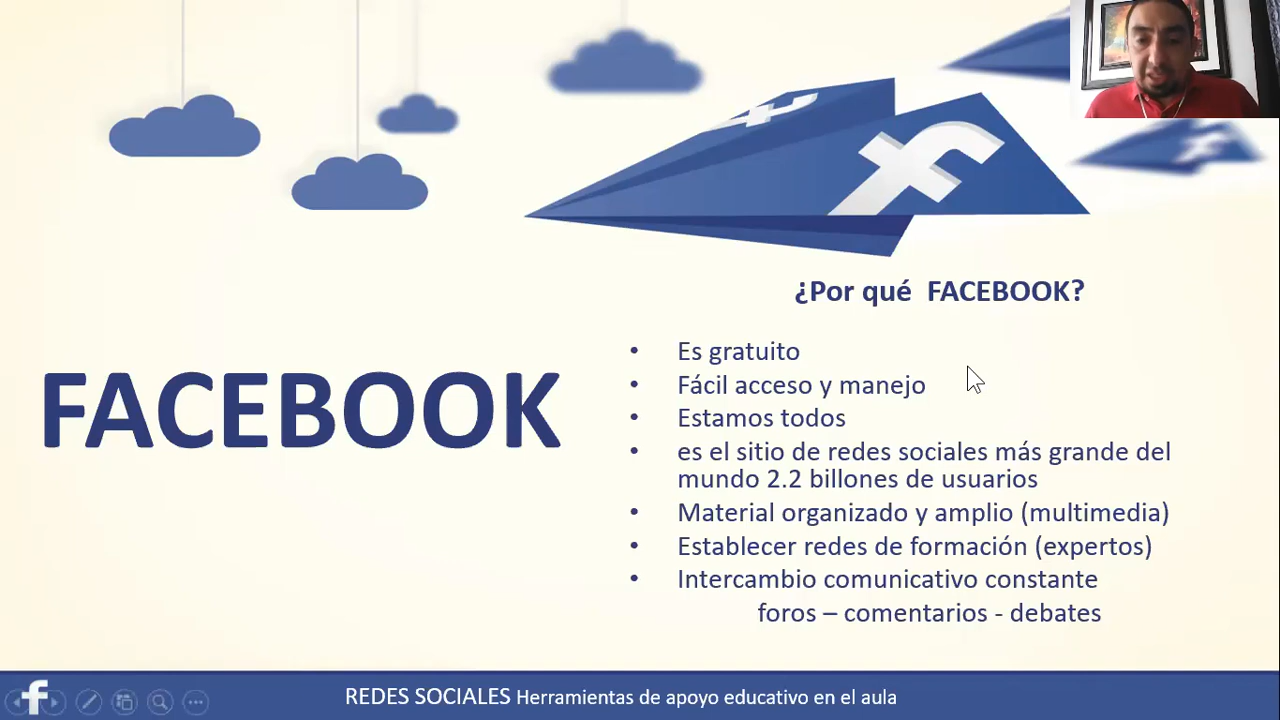 ¿Por qué FACEBOOK?
FACEBOOK
• Es gratuito
• Fácil acceso y manejo
• Estamos todos
• es el sitio de redes sociales más grande del
mundo 2.2 billones de usuarios
• Material organizado y amplio (multimedia)
• Establecer redes de formación (expertos)
• Intercambio comunicativo constante
foros – comentarios - debates
REDES SOCIALES Herramientas de apoyo educativo en el aula